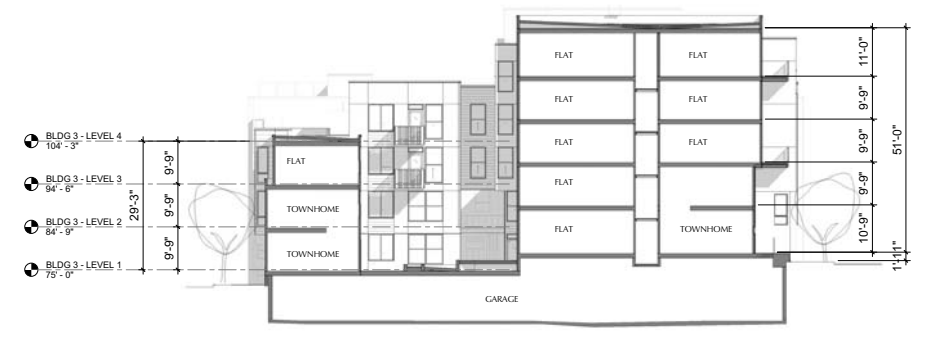 FLAT FLAT
11'-0"
FLAT FLAT
9'-9"
BLDG 3 - LEVEL 4
104' - 3"
FLAT FLAT
9'-9"
51'-0"
9'-9"
FLAT
BLDG 3 - LEVEL 3
94' - 6"
FLAT
9'-9"
29'-3"
9'-9"
TOWNHOME
BLDG 3 - LEVEL 2
84' - 9"
FLAT TOWNHOME
10'-9"
9'-9"
TOWNHOME
BLDG 3 - LEVEL 1
75' - 0"
1'-11"
GARAGE